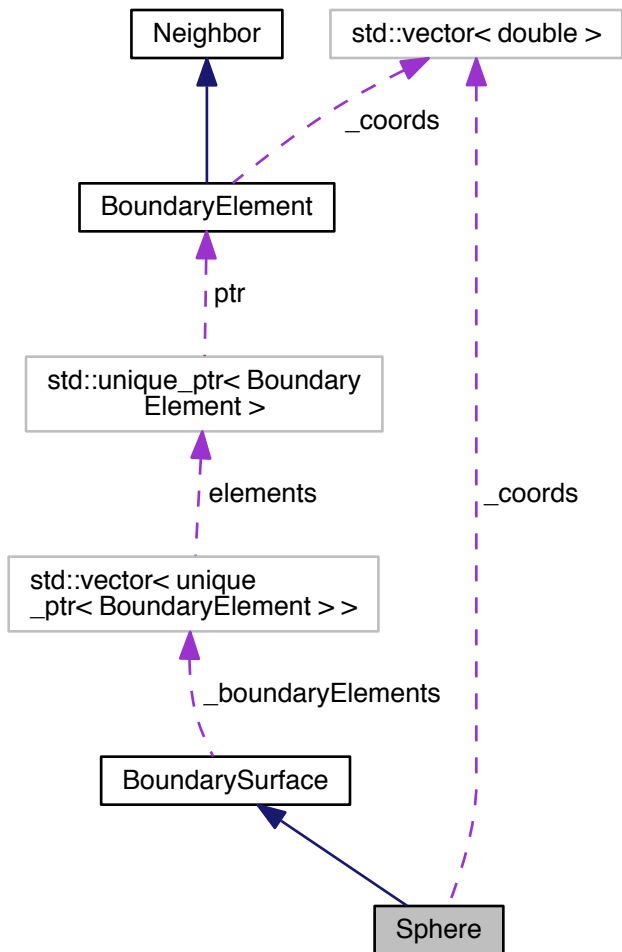 Neighbor
std::vector< double >
_coords
BoundaryElement
ptr
std::unique_ptr< Boundary
Element >
elements
_coords
std::vector< unique
_ptr< BoundaryElement > >
_boundaryElements
BoundarySurface
Sphere